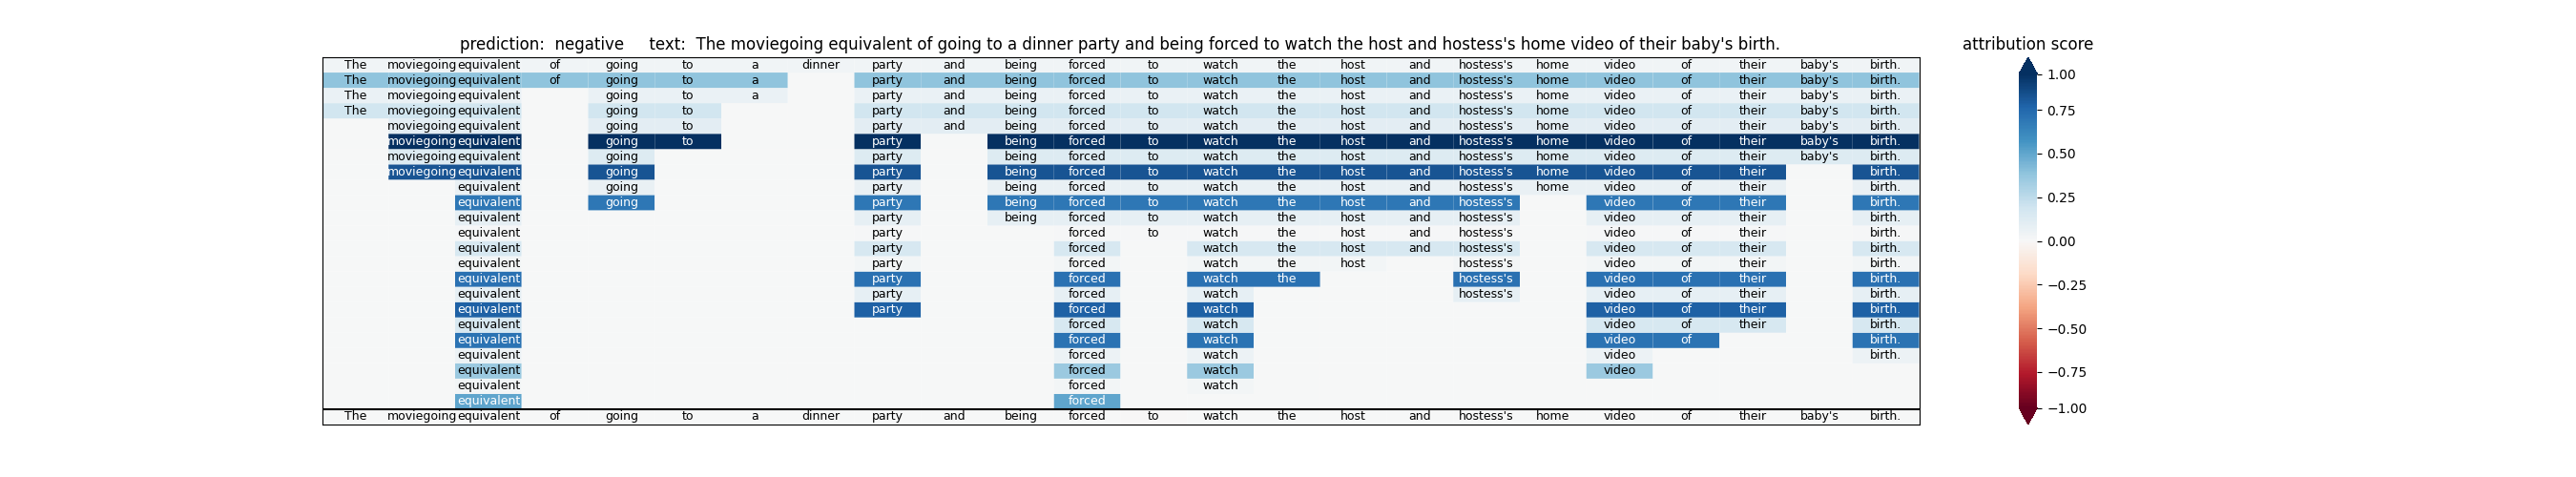 prediction: negative text: The moviegoing equivalent of going to a dinner party and being forced to watch the host and hostess's home video of their baby's birth.
attribution score
The moviegoing equivalent of going to a dinner party and being forced to watch the host and hostess's home video of their baby's birth.
The moviegoing equivalent of going to a party and being forced to watch the host and hostess's home video of their baby's birth.
The moviegoing equivalent going to a party and being forced to watch the host and hostess's home video of their baby's birth.
The moviegoing equivalent going to party and being forced to watch the host and hostess's home video of their baby's birth.
moviegoing equivalent going to party and being forced to watch the host and hostess's home video of their baby's birth.
moviegoing equivalent going to party being forced to watch the host and hostess's home video of their baby's birth.
moviegoing equivalent going party being forced to watch the host and hostess's home video of their baby's birth.
moviegoing equivalent going party being forced to watch the host and hostess's home video of their birth.
equivalent going party being forced to watch the host and hostess's home video of their birth.
equivalent going party being forced to watch the host and hostess's video of their birth.
equivalent party being forced to watch the host and hostess's video of their birth.
equivalent party forced to watch the host and hostess's video of their birth.
equivalent party forced watch the host and hostess's video of their birth.
equivalent party forced watch the host hostess's video of their birth.
equivalent party forced watch the hostess's video of their birth.
equivalent party forced watch hostess's video of their birth.
equivalent party forced watch video of their birth.
equivalent forced watch video of their birth.
equivalent forced watch video of birth.
equivalent forced watch video birth.
equivalent forced watch video
equivalent forced watch
equivalent forced
The moviegoing equivalent of going to a dinner party and being forced to watch the host and hostess's home video of their baby's birth.
1.00
0.75
0.50
0.25
0.00
−0.25
−0.50
−0.75
−1.00